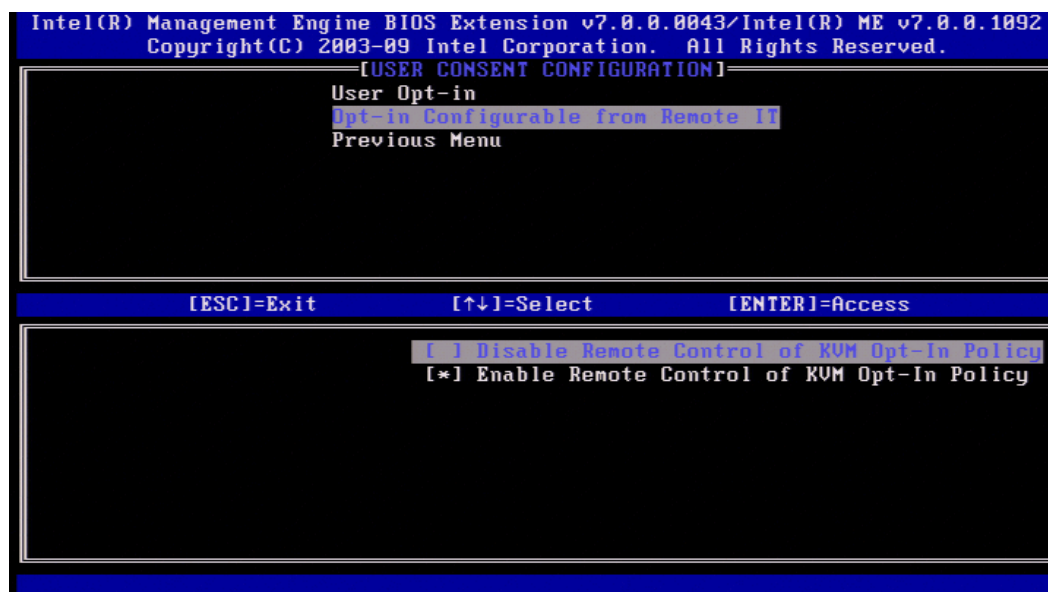 Intel(R) Management Engine BIOS Extension v7.0.0.0043/Intel(R) ME v7.0.0.1092
Copyright(C) 2003-09 Intel Corporation. All Rights Reserved.
[USER CONSENT CONFIGURATION]
User Opt-in
Opt-in Configurable from Remote IT
Previous Menu
[ESC]=Exit [↑↓]=Select [ENTER]=Access
[ ] Disable Remote Control of KVM Opt-In Policy
[*] Enable Remote Control of KVM Opt-In Policy